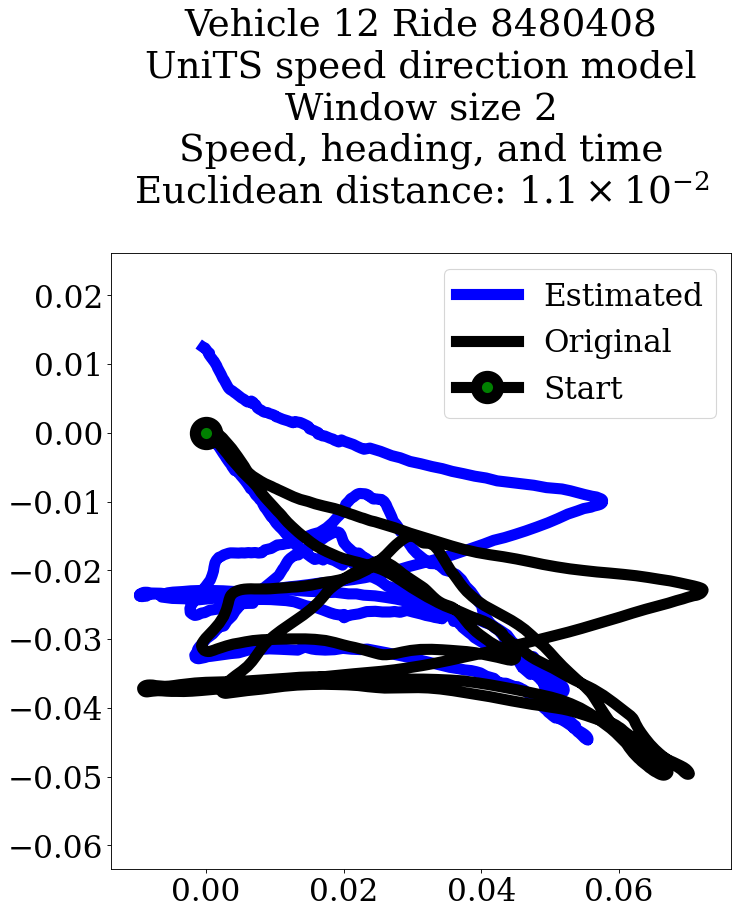 Vehicle 12 Ride 8480408
UniTS speed direction model
Window size 2
Speed, heading, and time
Euclidean distance: 1.1 × 10⁻²
Estimated
Original
Start
0.02
0.01
0.00
−0.01
−0.02
−0.03
−0.04
−0.05
−0.06
0.00 0.02 0.04 0.06